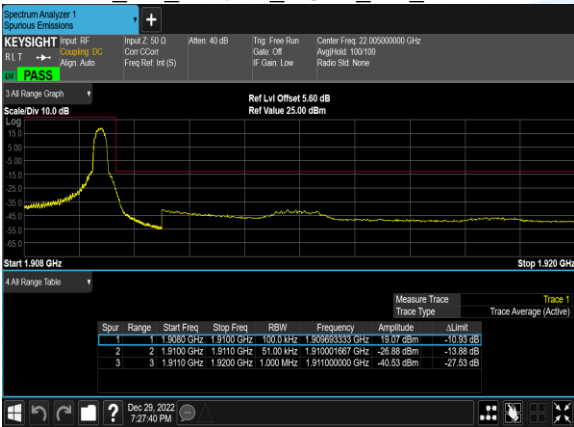 Spectrum Analyzer 1
Spurious Emissions
+
KEYSIGHT Input: RF Input Z: 50 Ω Atten: 40 dB Trig: Free Run Center Freq: 22.005000000 GHz
RLT Coupling: DC Corr CCorr Gate: Off Avg|Hold: 100/100
Align: Auto Freq Ref: Int (S) IF Gain: Low Radio Std: None
LW PASS
3 All Range Graph
Ref Lvl Offset 5.60 dB
Scale/Div 10.0 dB Ref Value 25.00 dBm
Log
15.0
5.00
-5.00
-15.0
-25.0
-35.0
-45.0
-55.0
-65.0
Start 1.908 GHz Stop 1.920 GHz
4 All Range Table
Measure Trace Trace 1
Trace Type Trace Average (Active)
Spur Range Start Freq Stop Freq RBW Frequency Amplitude ΔLimit
1 1 1.9080 GHz 1.9100 GHz 100.0 kHz 1.909693333 GHz 19.07 dBm -10.93 dB
2 2 1.9100 GHz 1.9110 GHz 51.00 kHz 1.910001667 GHz -26.88 dBm -13.88 dB
3 3 1.9110 GHz 1.9200 GHz 1.000 MHz 1.911000000 GHz -40.53 dBm -27.53 dB
? Dec 29, 2022
7:27:40 PM